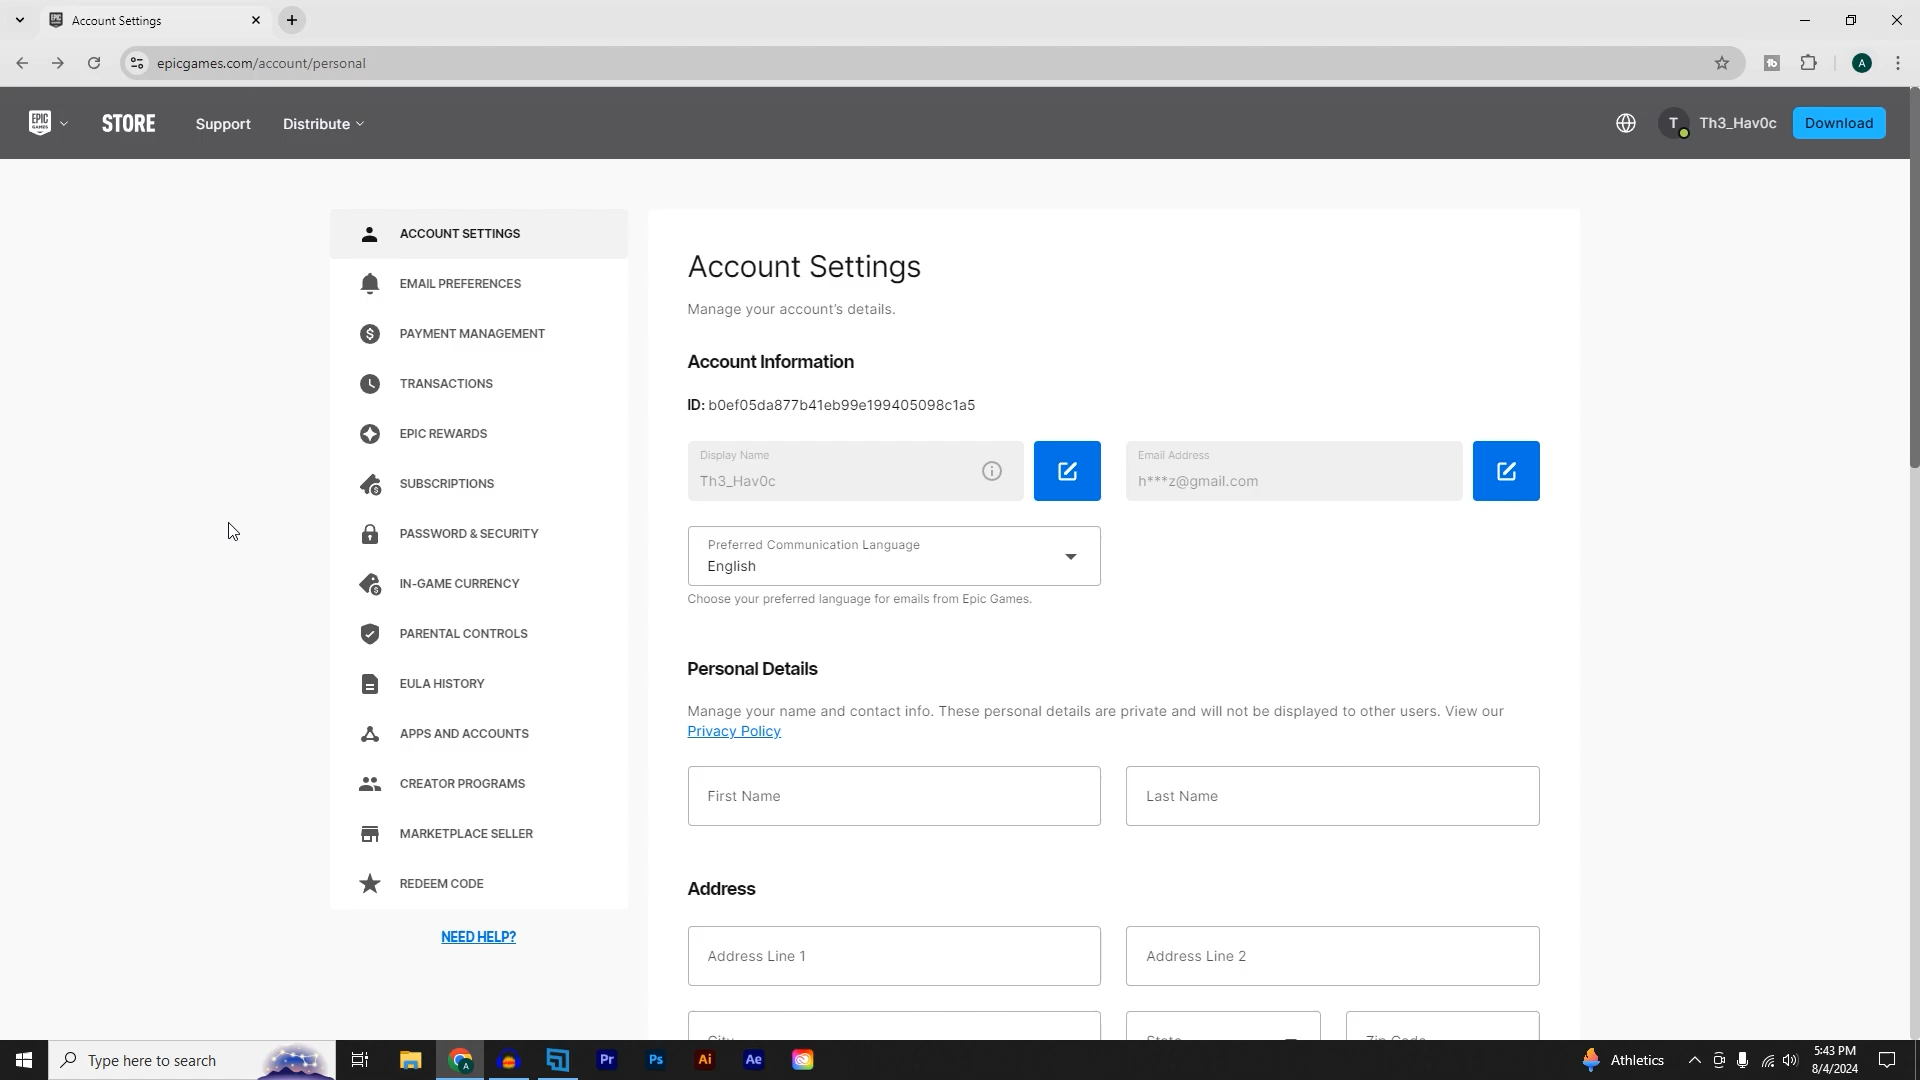 Account Settings
epicgames.com/account/personal
A
EPIC GAMES
STORE
Support
Distribute
T
Th3_Hav0c
Download
ACCOUNT SETTINGS
EMAIL PREFERENCES
PAYMENT MANAGEMENT
TRANSACTIONS
EPIC REWARDS
SUBSCRIPTIONS
PASSWORD & SECURITY
IN-GAME CURRENCY
PARENTAL CONTROLS
EULA HISTORY
APPS AND ACCOUNTS
CREATOR PROGRAMS
MARKETPLACE SELLER
REDEEM CODE
NEED HELP?
Account Settings
Manage your account's details.
Account Information
ID: b0ef05da877b41eb99e199405098c1a5
Display Name
Th3_Hav0c
Email Address
h***z@gmail.com
Preferred Communication Language
English
Choose your preferred language for emails from Epic Games.
Personal Details
Manage your name and contact info. These personal details are private and will not be displayed to other users. View our
Privacy Policy
First Name
Last Name
Address
Address Line 1
Address Line 2
City
State
Zip Code
Type here to search
A
Pr
Ps
Ai
Ae
Athletics
5:43 PM
8/4/2024